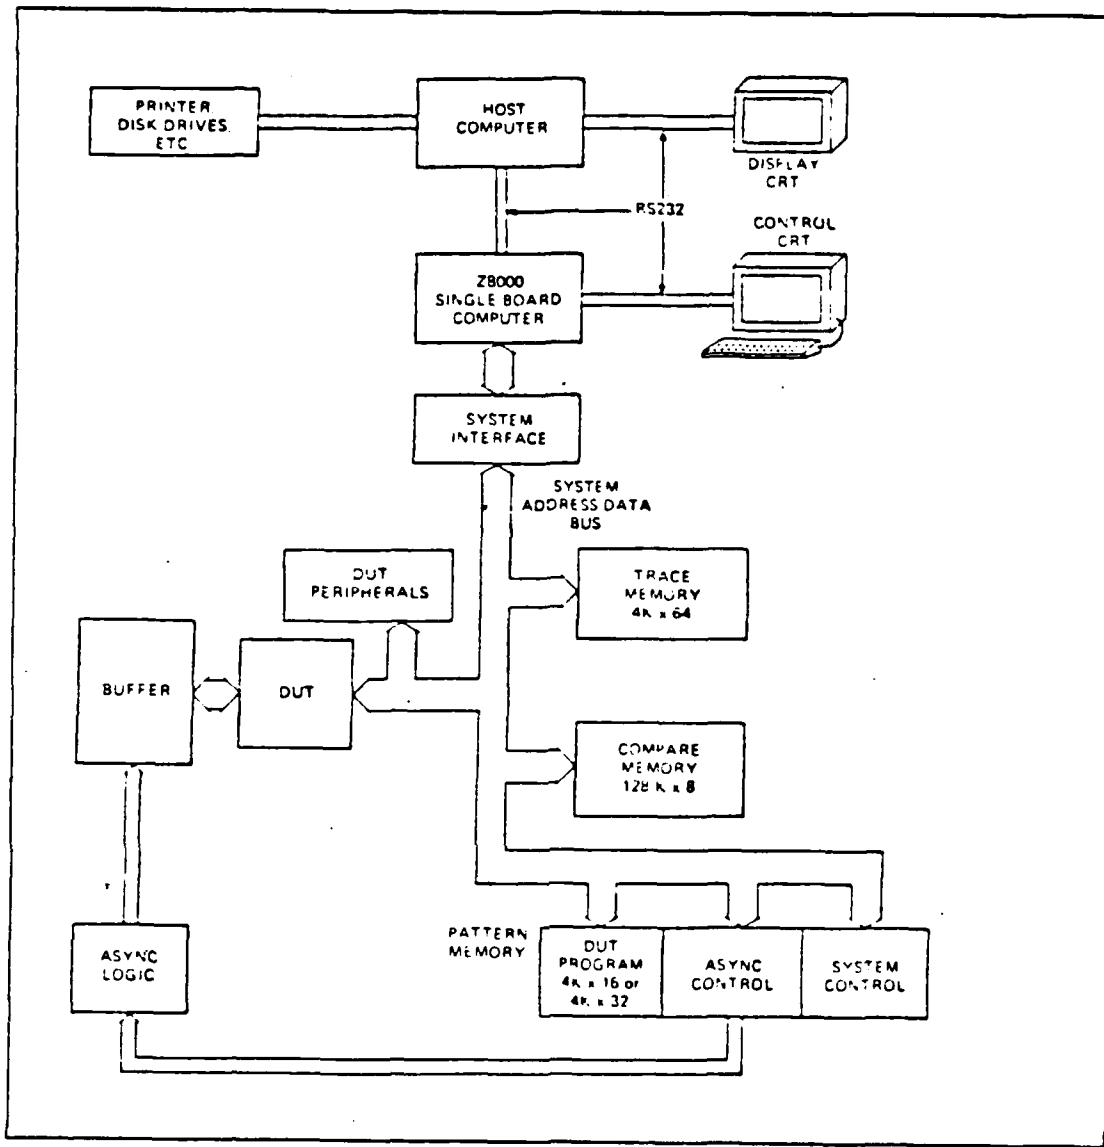 PRINTER
DISK DRIVES,
ETC
HOST
COMPUTER
DISPLAY
CRT
RS232
CONTROL
CRT
Z8000
SINGLE BOARD
COMPUTER
SYSTEM
INTERFACE
SYSTEM
ADDRESS DATA
BUS
DUT
PERIPHERALS
TRACE
MEMORY
4K x 64
BUFFER
DUT
COMPARE
MEMORY
128 K x 8
PATTERN
MEMORY
DUT
PROGRAM
4K x 16 or
4K x 32
ASYNC
CONTROL
SYSTEM
CONTROL
ASYNC
LOGIC